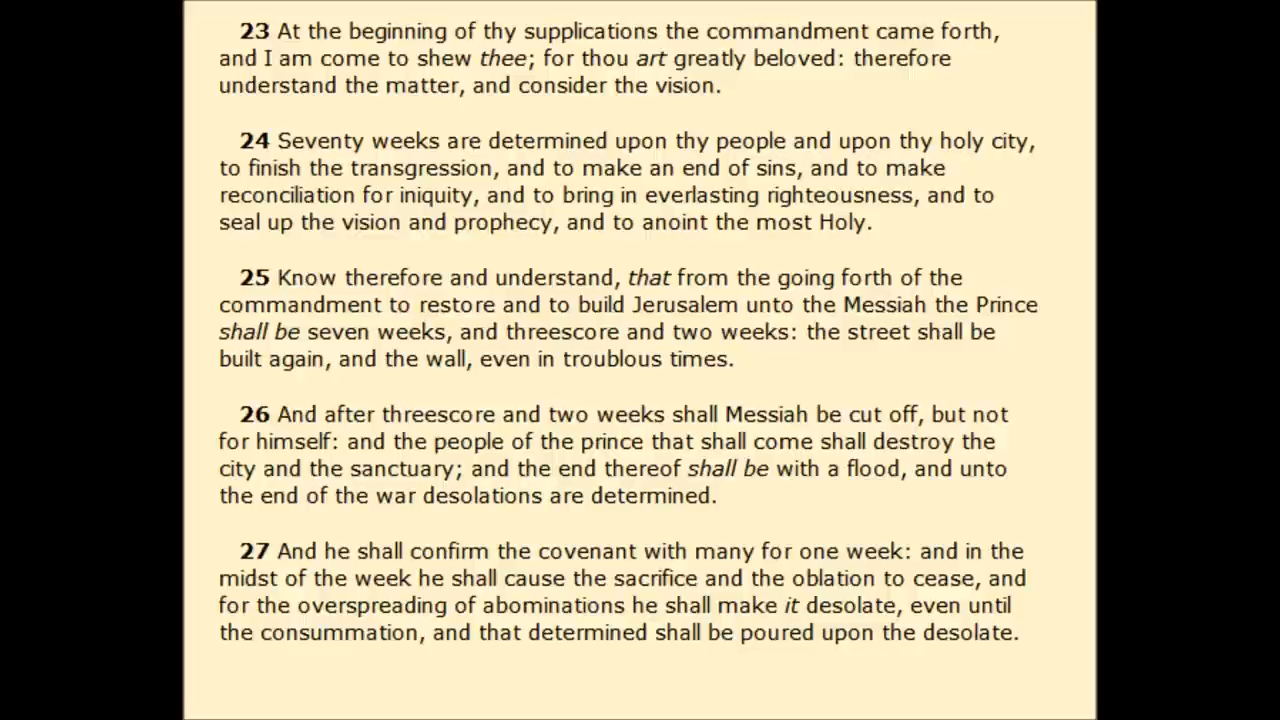 23 At the beginning of thy supplications the commandment came forth,
and I am come to shew thee; for thou art greatly beloved: therefore
understand the matter, and consider the vision.
24 Seventy weeks are determined upon thy people and upon thy holy city,
to finish the transgression, and to make an end of sins, and to make
reconciliation for iniquity, and to bring in everlasting righteousness, and to
seal up the vision and prophecy, and to anoint the most Holy.
25 Know therefore and understand, that from the going forth of the
commandment to restore and to build Jerusalem unto the Messiah the Prince
shall be seven weeks, and threescore and two weeks: the street shall be
built again, and the wall, even in troublous times.
26 And after threescore and two weeks shall Messiah be cut off, but not
for himself: and the people of the prince that shall come shall destroy the
city and the sanctuary; and the end thereof shall be with a flood, and unto
the end of the war desolations are determined.
27 And he shall confirm the covenant with many for one week: and in the
midst of the week he shall cause the sacrifice and the oblation to cease, and
for the overspreading of abominations he shall make it desolate, even until
the consummation, and that determined shall be poured upon the desolate.